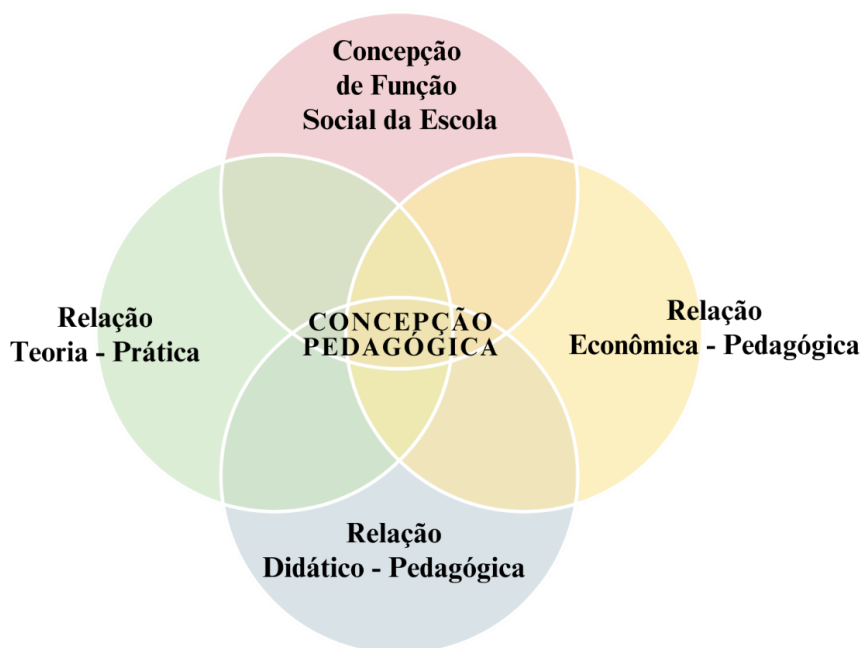 Concepção
de Função
Social da Escola
Relação
Teoria - Prática
CONCEPÇÃO
PEDAGÓGICA
Relação
Econômica - Pedagógica
Relação
Didático - Pedagógica